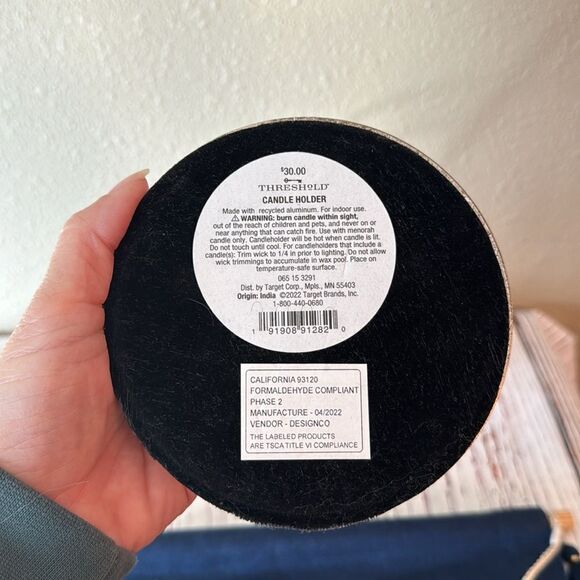 $30.00
THRESHOLD™
CANDLE HOLDER
Made with recycled aluminum. For indoor use.
⚠WARNING: burn candle within sight,
out of the reach of children and pets, and never on or
near anything that can catch fire. Use with menorah
candle only. Candleholder will be hot when candle is lit.
Do not touch until cool. For candleholders that include a
candle(s): Trim wick to 1/4 in prior to lighting. Do not allow
wick trimmings to accumulate in wax pool. Place on
temperature-safe surface.
065 15 3291
Dist. by Target Corp., Mpls., MN 55403
Origin: India ©2022 Target Brands, Inc.
1-800-440-0680
1 91908 91282 0
CALIFORNIA 93120
FORMALDEHYDE COMPLIANT
PHASE 2
MANUFACTURE - 04/2022
VENDOR - DESIGNCO
THE LABELED PRODUCTS
ARE TSCA TITLE VI COMPLIANCE